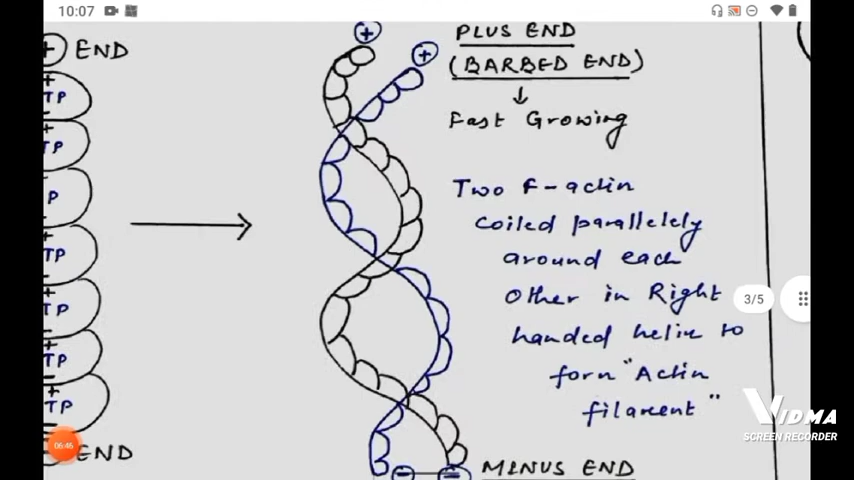 10:07
+ END
+
PLUS END
(BARBED END)
↓
Fast Growing
+
TP
-
+
TP
-
P
-
+
TP
-
+
TP
-
+
TP
-
+
TP
-
END
Two F-actin
coiled parallelely
around each
Other in Right
handed helix to
form "Actin
filament"
3/5
- -
MINUS END
06:46
VIDMA
SCREEN RECORDER